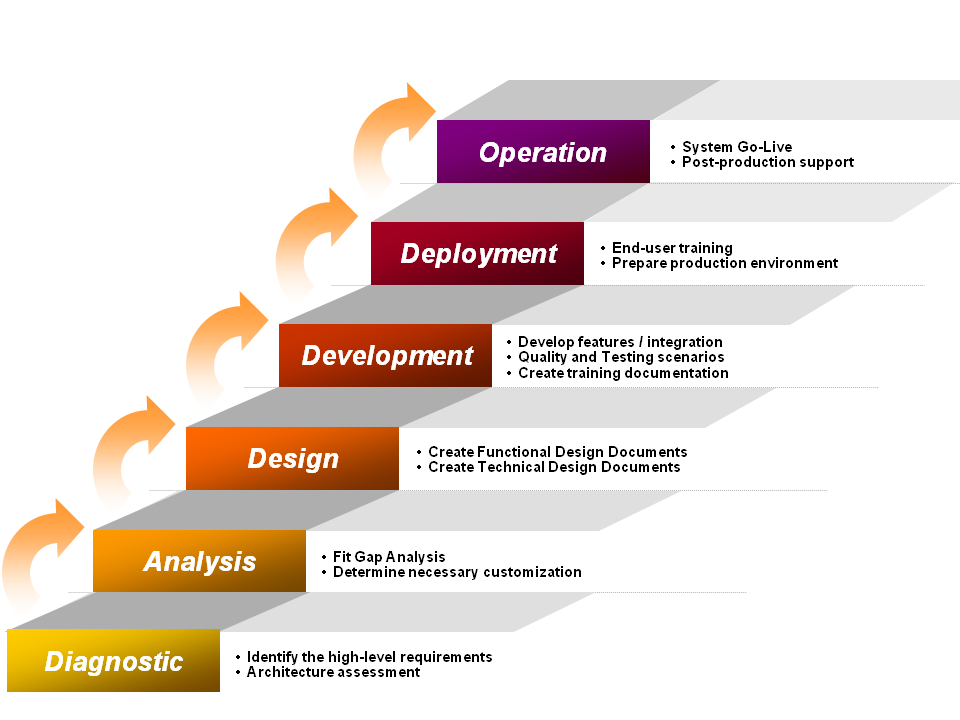 Operation
• System Go-Live
• Post-production support
Deployment
• End-user training
• Prepare production environment
Development
• Develop features / integration
• Quality and Testing scenarios
• Create training documentation
Design
• Create Functional Design Documents
• Create Technical Design Documents
Analysis
• Fit Gap Analysis
• Determine necessary customization
Diagnostic
• Identify the high-level requirements
• Architecture assessment